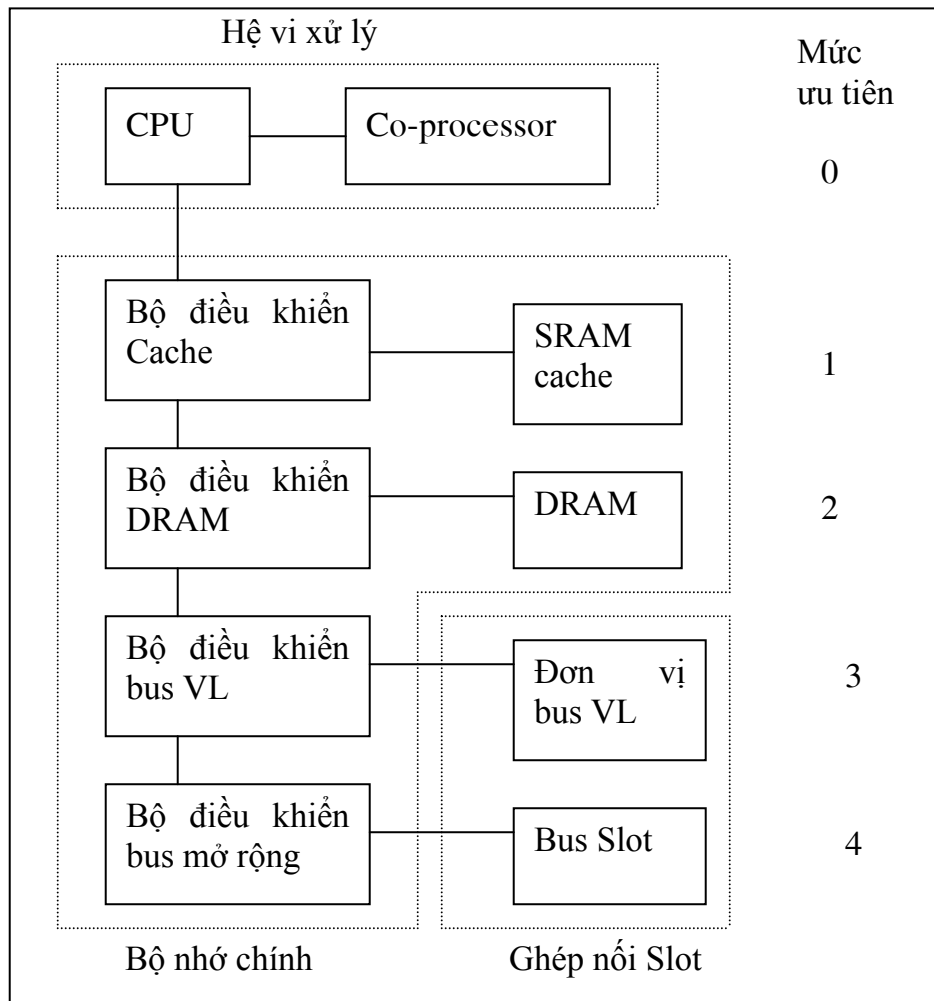 Hệ vi xử lý
Mức
ưu tiên
CPU
Co-processor
0
Bộ điều khiển
Cache
SRAM
cache
1
Bộ điều khiển
DRAM
DRAM
2
Bộ điều khiển
bus VL
Đơn vị
bus VL
3
Bộ điều khiển
bus mở rộng
Bus Slot
4
Bộ nhớ chính
Ghép nối Slot